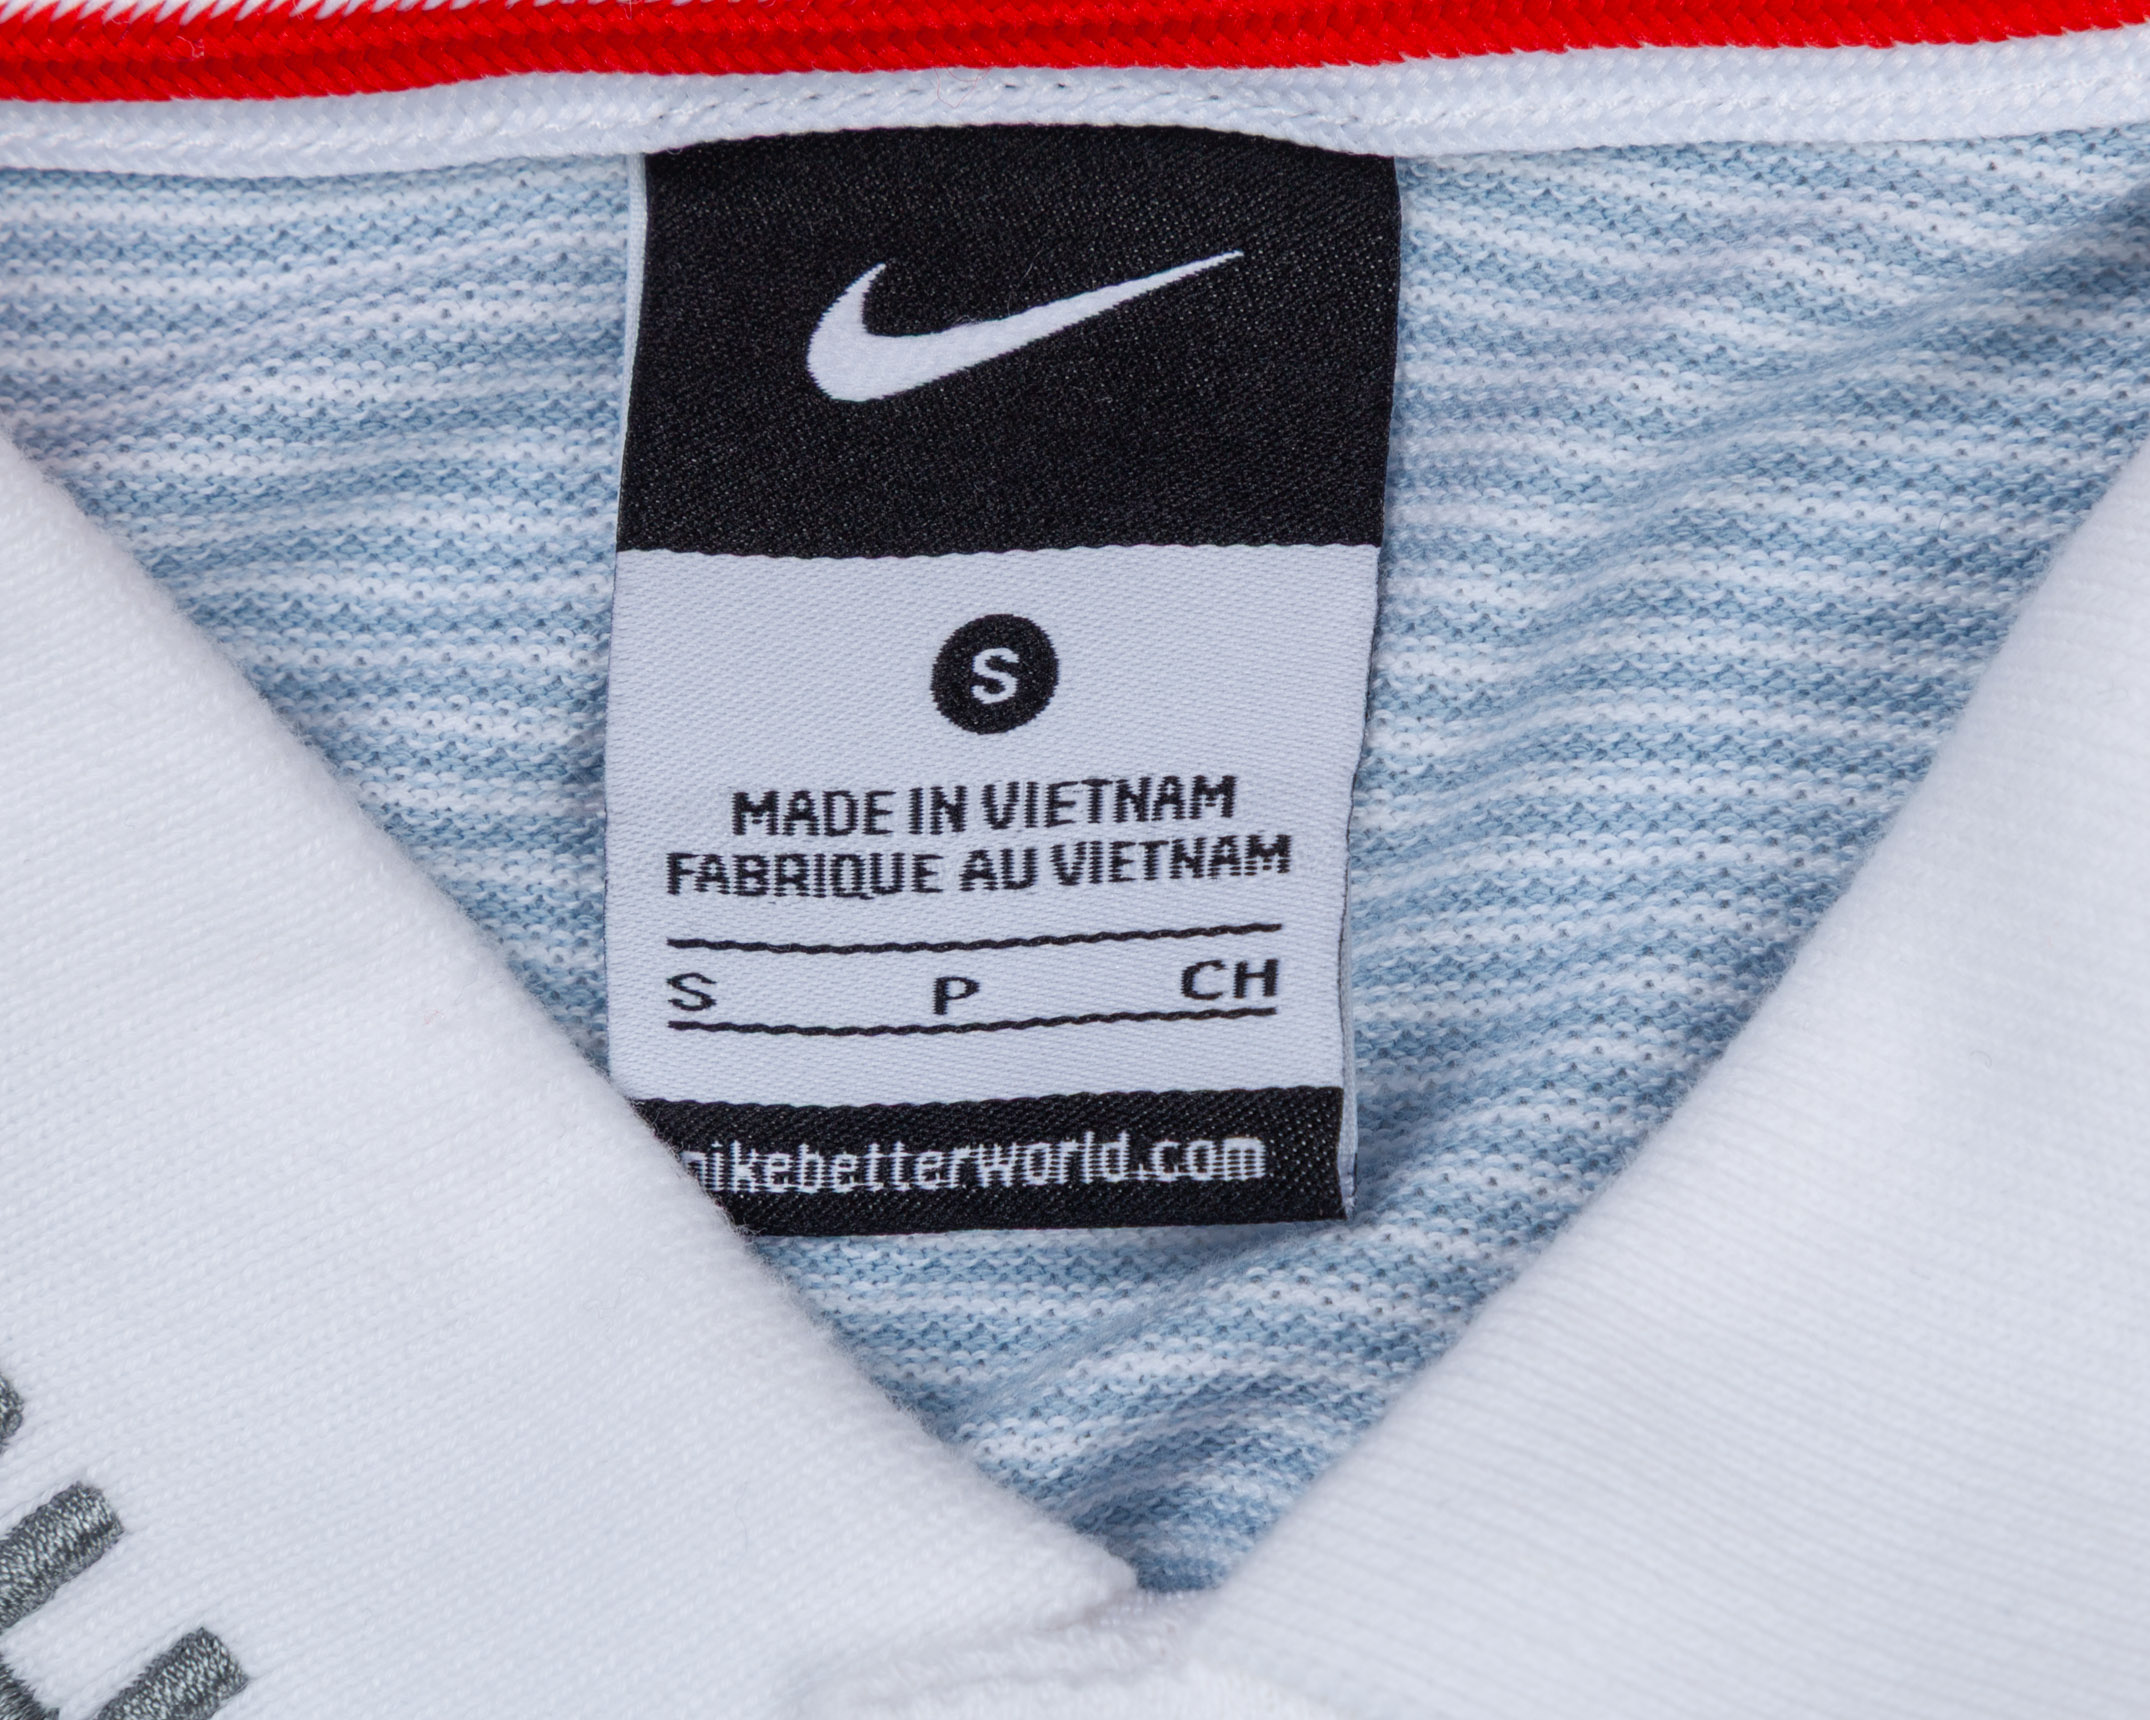 S
MADE IN VIETNAM
FABRIQUE AU VIETNAM
S P CH
nikebetterworld.com